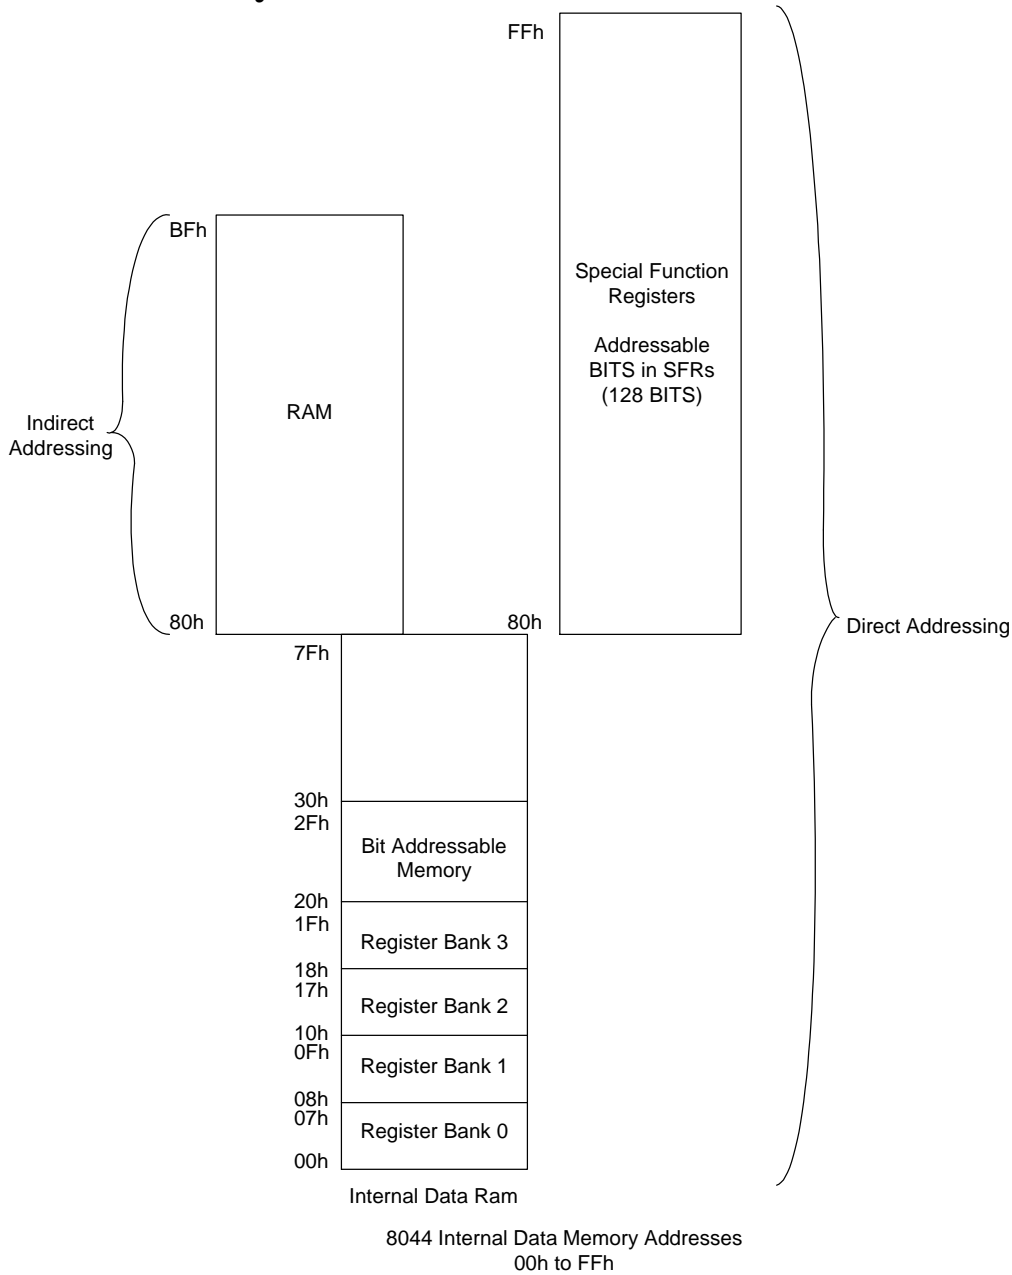 FFh
BFh
Special Function
Registers
Addressable
BITS in SFRs
(128 BITS)
RAM
Indirect
Addressing
80h
80h
Direct Addressing
7Fh
30h
2Fh
Bit Addressable
Memory
20h
1Fh
Register Bank 3
18h
17h
Register Bank 2
10h
0Fh
Register Bank 1
08h
07h
Register Bank 0
00h
Internal Data Ram
8044 Internal Data Memory Addresses
00h to FFh